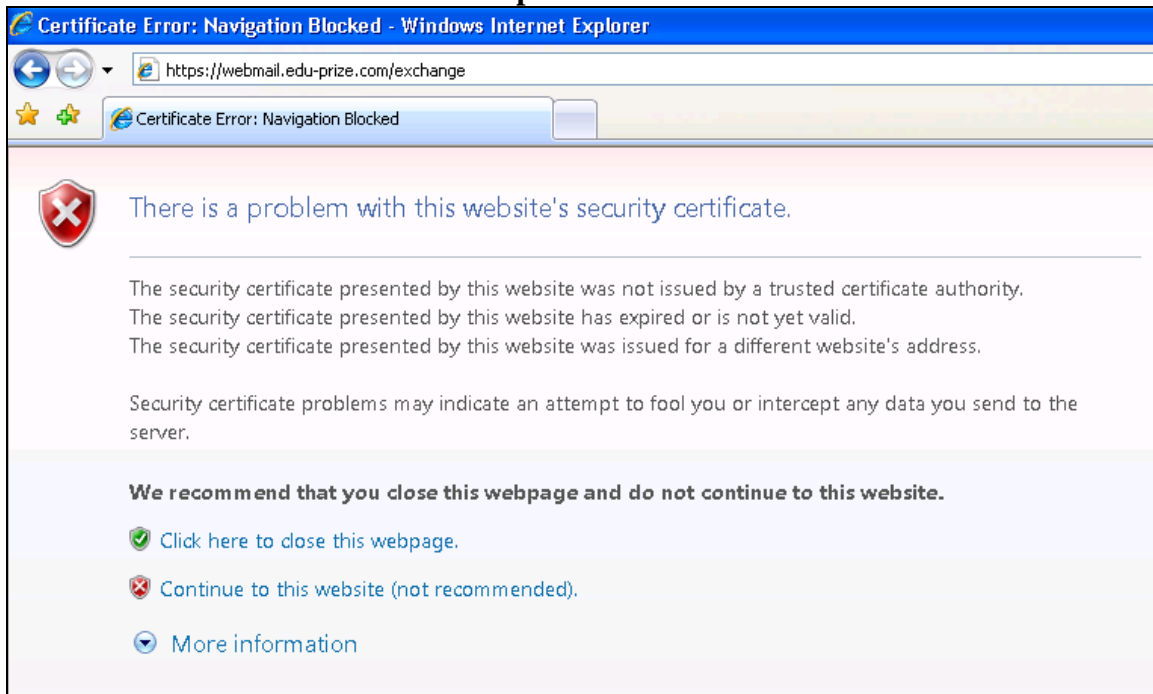 Certificate Error: Navigation Blocked - Windows Internet Explorer
https://webmail.edu-prize.com/exchange
Certificate Error: Navigation Blocked
There is a problem with this website's security certificate.
The security certificate presented by this website was not issued by a trusted certificate authority.
The security certificate presented by this website has expired or is not yet valid.
The security certificate presented by this website was issued for a different website's address.
Security certificate problems may indicate an attempt to fool you or intercept any data you send to the
server.
We recommend that you close this webpage and do not continue to this website.
Click here to close this webpage.
Continue to this website (not recommended).
More information